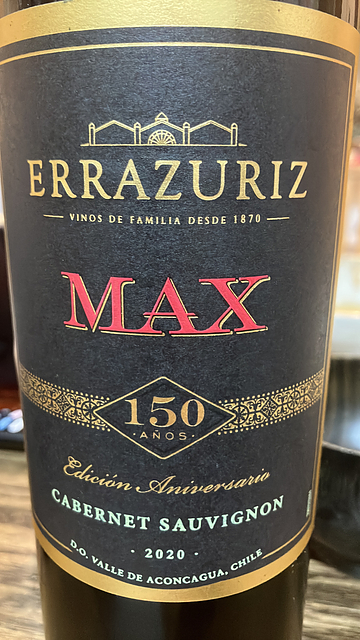 ERRAZURIZ
VINOS DE FAMILIA DESDE 1870
MAX
150
·AÑOS·
Edición Aniversario
CABERNET SAUVIGNON
· 2020 ·
D.O. VALLE DE ACONCAGUA, CHILE